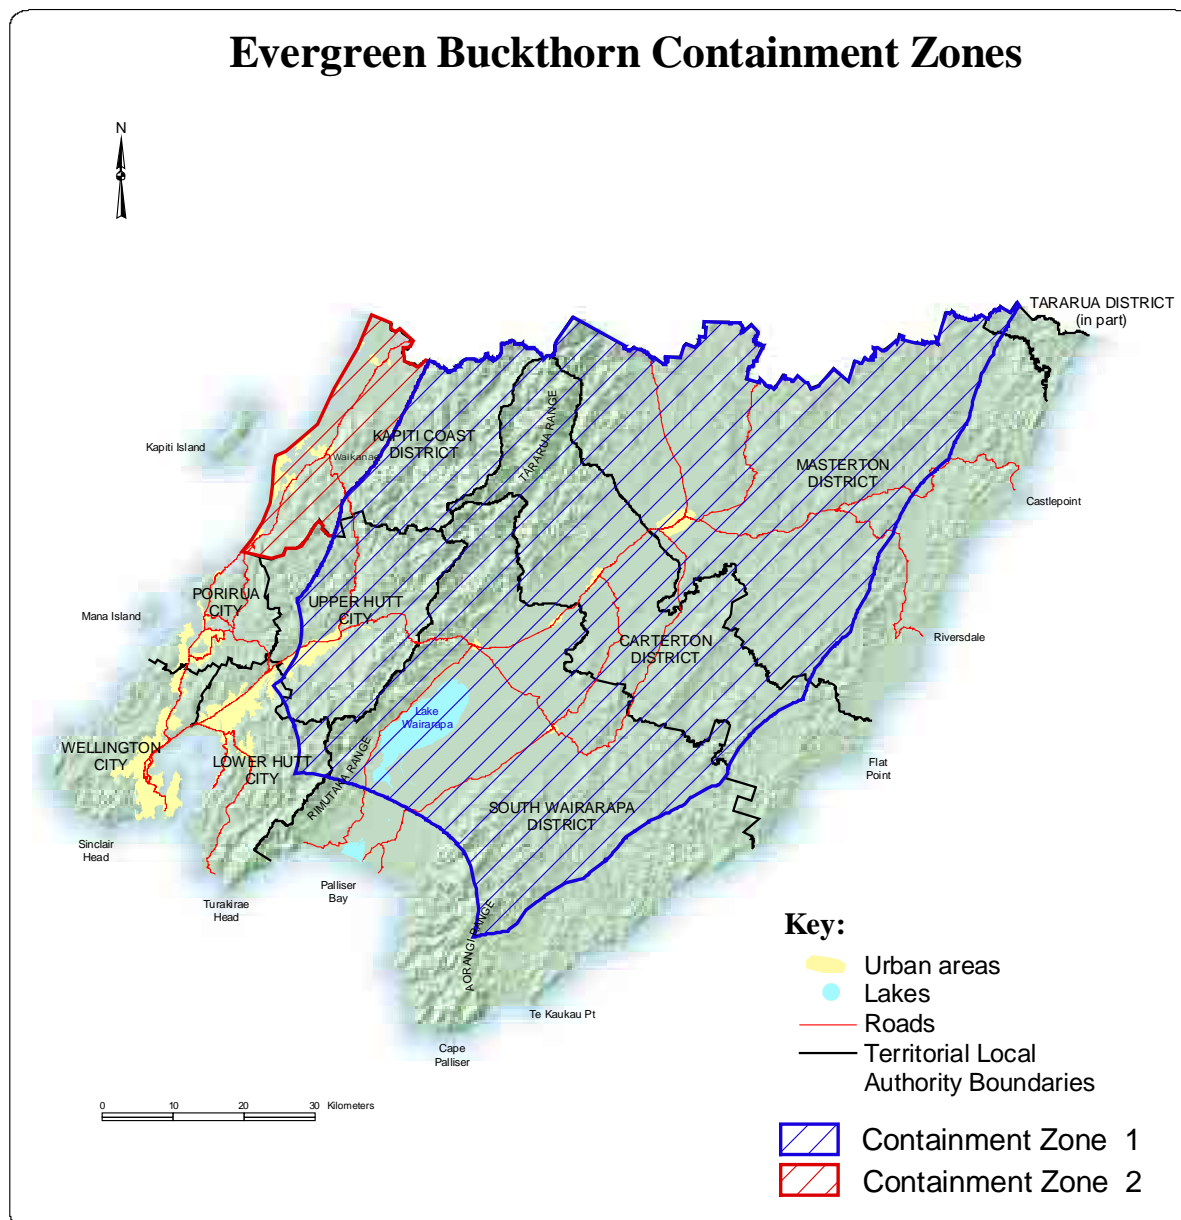 Evergreen Buckthorn Containment Zones
N
TARARUA DISTRICT
(in part)
Kapiti Island
KAPITI COAST
DISTRICT
Waikanae
TARARUA RANGE
MASTERTON
DISTRICT
Castlepoint
PORIRUA
CITY
Mana Island
UPPER HUTT
CITY
CARTERTON
DISTRICT
Riversdale
Lake
Wairarapa
WELLINGTON
CITY
LOWER HUTT
CITY
RIMUTAKA RANGE
Flat
Point
SOUTH WAIRARAPA
DISTRICT
Sinclair
Head
Turakirae
Head
Palliser
Bay
AORANGI RANGE
Te Kaukau Pt
Cape
Palliser
Key:
Urban areas
Lakes
Roads
Territorial Local
Authority Boundaries
Containment Zone 1
Containment Zone 2
0 10 20 30 Kilometers